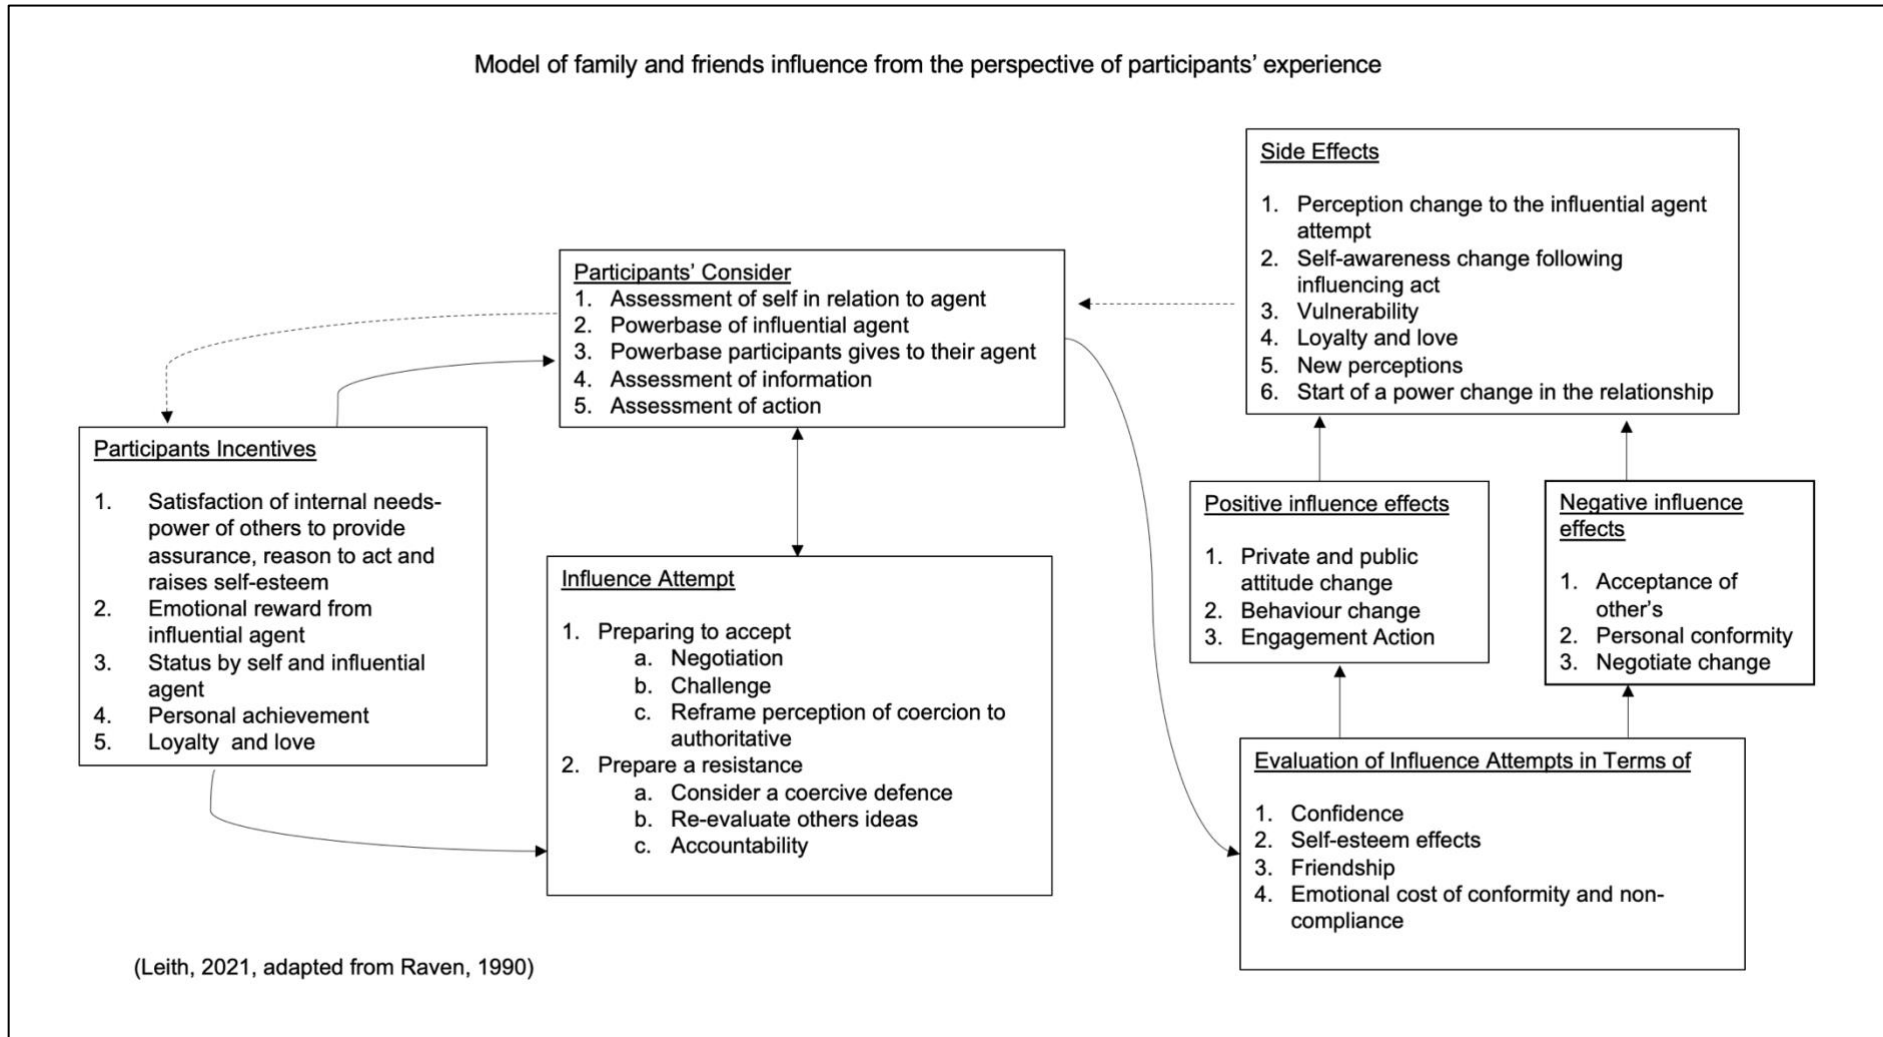 Model of family and friends influence from the perspective of participants' experience
Side Effects
1. Perception change to the influential agent
attempt
2. Self-awareness change following
influencing act
3. Vulnerability
4. Loyalty and love
5. New perceptions
6. Start of a power change in the relationship
Participants' Consider
1. Assessment of self in relation to agent
2. Powerbase of influential agent
3. Powerbase participants gives to their agent
4. Assessment of information
5. Assessment of action
Participants Incentives
1. Satisfaction of internal needs-
power of others to provide
assurance, reason to act and
raises self-esteem
2. Emotional reward from
influential agent
3. Status by self and influential
agent
4. Personal achievement
5. Loyalty and love
Influence Attempt
1. Preparing to accept
a. Negotiation
b. Challenge
c. Reframe perception of coercion to
authoritative
2. Prepare a resistance
a. Consider a coercive defence
b. Re-evaluate others ideas
c. Accountability
Positive influence effects
1. Private and public
attitude change
2. Behaviour change
3. Engagement Action
Negative influence
effects
1. Acceptance of
other's
2. Personal conformity
3. Negotiate change
Evaluation of Influence Attempts in Terms of
1. Confidence
2. Self-esteem effects
3. Friendship
4. Emotional cost of conformity and non-
compliance
(Leith, 2021, adapted from Raven, 1990)